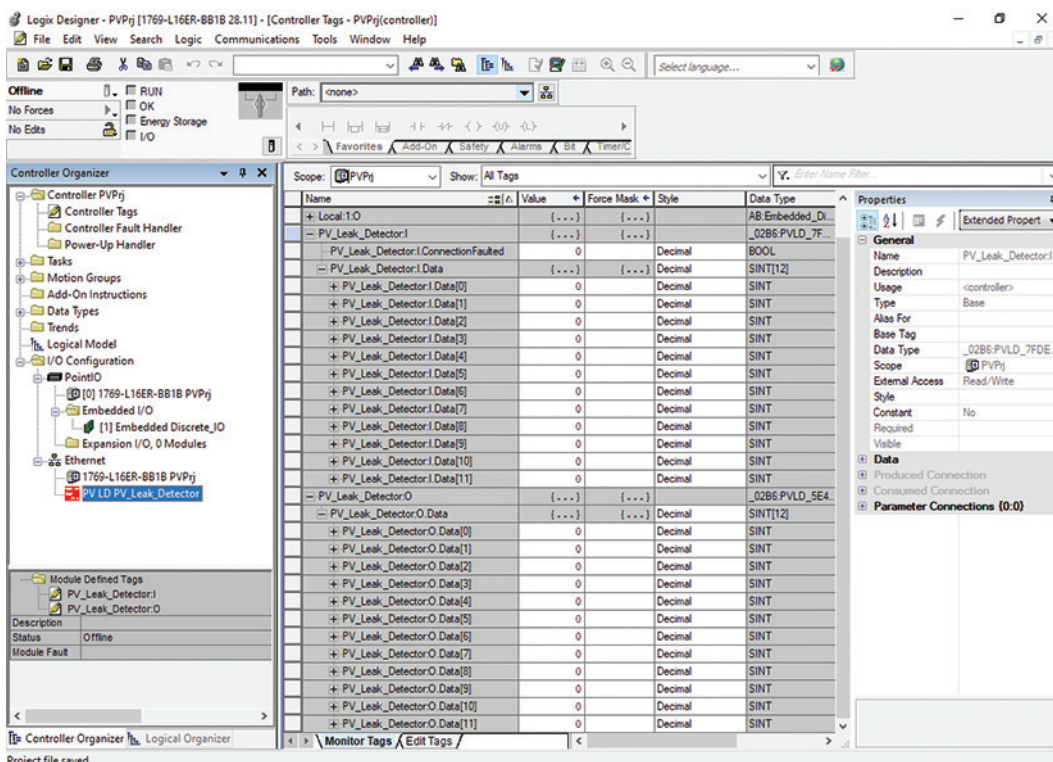 Logix Designer - PVPrj [1769-L16ER-BB1B 28.11] - [Controller Tags - PVPrj(controller)]
File Edit View Search Logic Communications Tools Window Help
Select language...
Offline RUN
No Forces OK
No Edits Energy Storage
I/O
Path: <none>
Favorites Add-On Safety Alarms Bit Timer/C
Controller Organizer
Controller PVPrj
Controller Tags
Controller Fault Handler
Power-Up Handler
Tasks
Motion Groups
Add-On Instructions
Data Types
Trends
Logical Model
I/O Configuration
PointIO
[0] 1769-L16ER-BB1B PVPrj
Embedded I/O
[1] Embedded Discrete_IO
Expansion I/O, 0 Modules
Ethernet
1769-L16ER-BB1B PVPrj
PV LD PV_Leak_Detector
Module Defined Tags
PV_Leak_Detector:I
PV_Leak_Detector:O
Description
Status Offline
Module Fault
Controller Organizer Logical Organizer
Scope: PVPrj Show: All Tags Enter Name Filter...
Name Value Force Mask Style Data Type
Local:1:O {...} {...} AB:Embedded_Di...
PV_Leak_Detector:I {...} {...} _02B6:PVLD_7F...
PV_Leak_Detector:I.ConnectionFaulted 0 Decimal BOOL
PV_Leak_Detector:I.Data {...} {...} Decimal SINT[12]
PV_Leak_Detector:I.Data[0] 0 Decimal SINT
PV_Leak_Detector:I.Data[1] 0 Decimal SINT
PV_Leak_Detector:I.Data[2] 0 Decimal SINT
PV_Leak_Detector:I.Data[3] 0 Decimal SINT
PV_Leak_Detector:I.Data[4] 0 Decimal SINT
PV_Leak_Detector:I.Data[5] 0 Decimal SINT
PV_Leak_Detector:I.Data[6] 0 Decimal SINT
PV_Leak_Detector:I.Data[7] 0 Decimal SINT
PV_Leak_Detector:I.Data[8] 0 Decimal SINT
PV_Leak_Detector:I.Data[9] 0 Decimal SINT
PV_Leak_Detector:I.Data[10] 0 Decimal SINT
PV_Leak_Detector:I.Data[11] 0 Decimal SINT
PV_Leak_Detector:O {...} {...} _02B6:PVLD_5E4...
PV_Leak_Detector:O.Data {...} {...} Decimal SINT[12]
PV_Leak_Detector:O.Data[0] 0 Decimal SINT
PV_Leak_Detector:O.Data[1] 0 Decimal SINT
PV_Leak_Detector:O.Data[2] 0 Decimal SINT
PV_Leak_Detector:O.Data[3] 0 Decimal SINT
PV_Leak_Detector:O.Data[4] 0 Decimal SINT
PV_Leak_Detector:O.Data[5] 0 Decimal SINT
PV_Leak_Detector:O.Data[6] 0 Decimal SINT
PV_Leak_Detector:O.Data[7] 0 Decimal SINT
PV_Leak_Detector:O.Data[8] 0 Decimal SINT
PV_Leak_Detector:O.Data[9] 0 Decimal SINT
PV_Leak_Detector:O.Data[10] 0 Decimal SINT
PV_Leak_Detector:O.Data[11] 0 Decimal SINT
Monitor Tags Edit Tags
Properties
Extended Propert
General
Name PV_Leak_Detector:I
Description
Usage <controller>
Type Base
Alias For
Base Tag
Data Type _02B6:PVLD_7FDE...
Scope PVPrj
External Access Read/Write
Style
Constant No
Required
Visible
Data
Produced Connection
Consumed Connection
Parameter Connections {0:0}
Project file saved